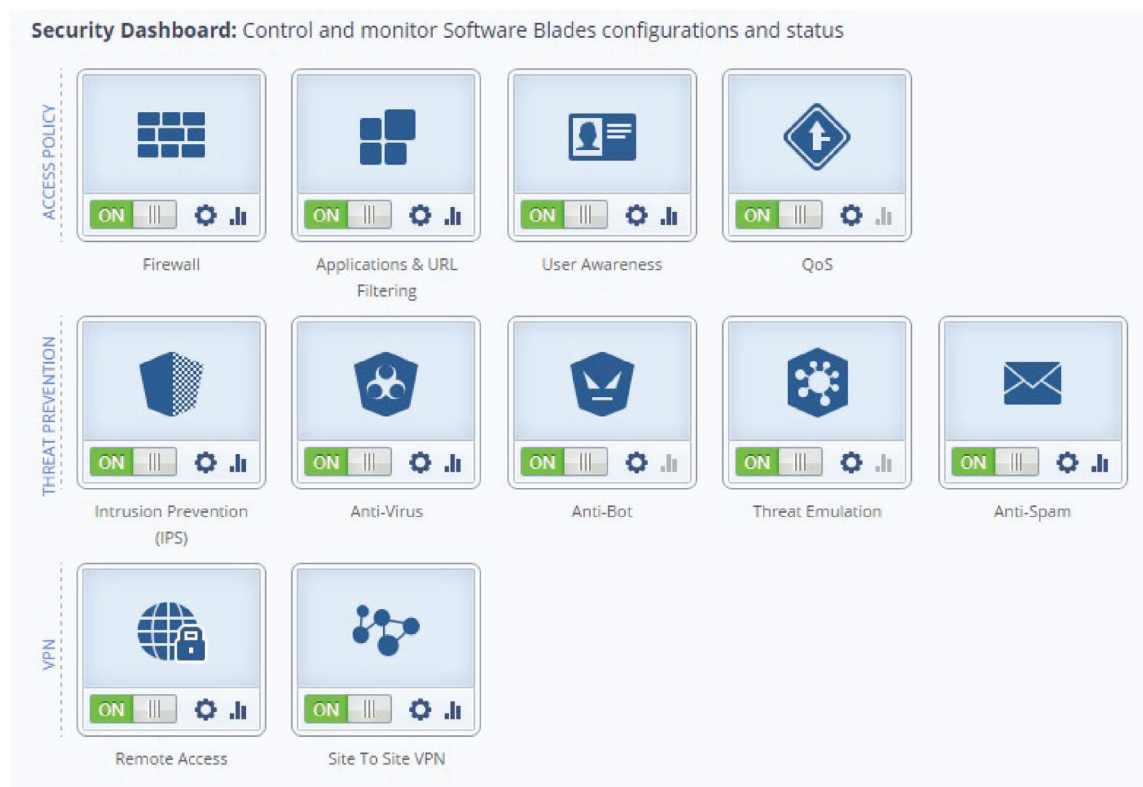 Security Dashboard: Control and monitor Software Blades configurations and status
ACCESS POLICY
ON
ON
ON
ON
Firewall
Applications & URL
Filtering
User Awareness
QoS
THREAT PREVENTION
ON
ON
ON
ON
ON
Intrusion Prevention
(IPS)
Anti-Virus
Anti-Bot
Threat Emulation
Anti-Spam
VPN
ON
ON
Remote Access
Site To Site VPN